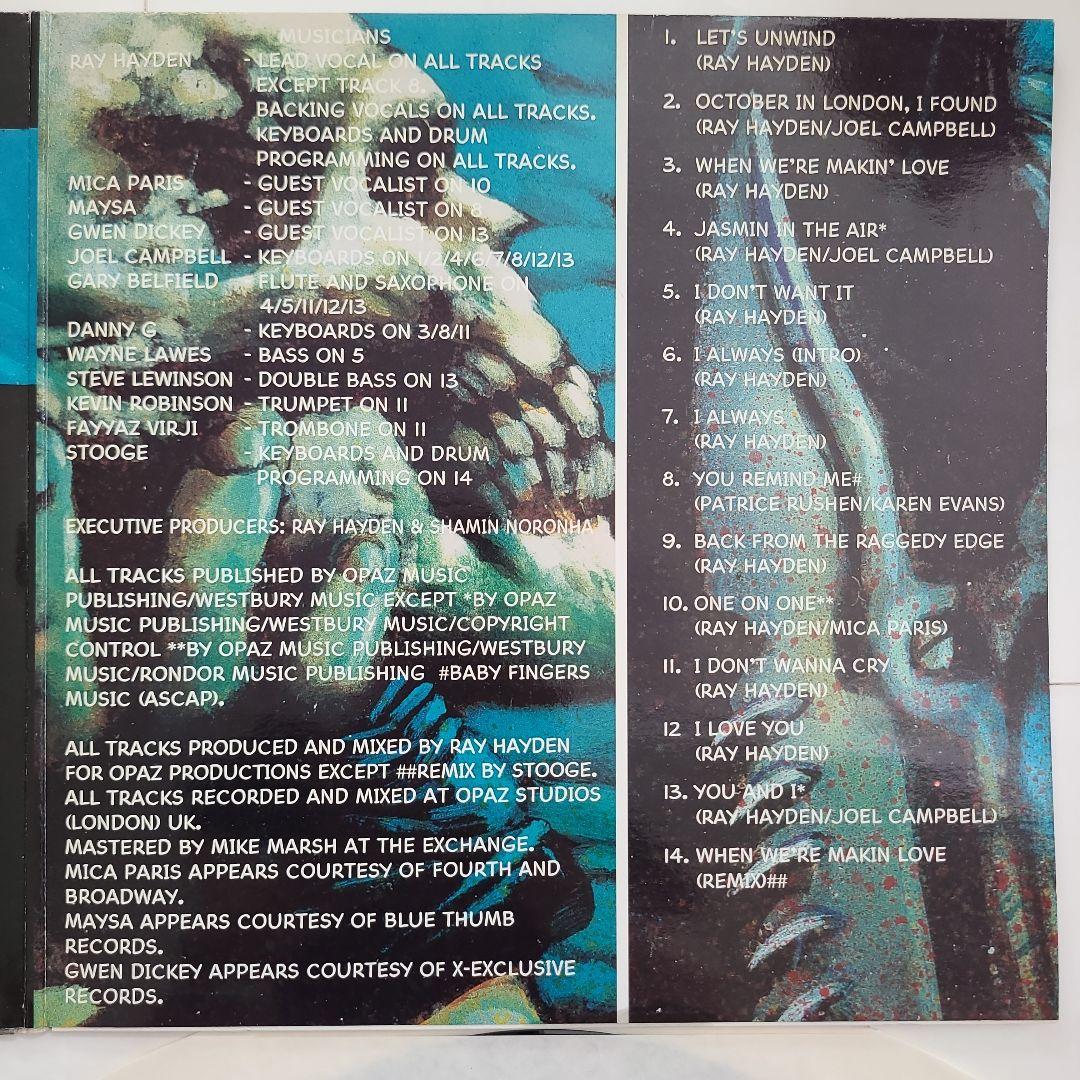 MUSICIANS
RAY HAYDEN - LEAD VOCAL ON ALL TRACKS
EXCEPT TRACK 8.
BACKING VOCALS ON ALL TRACKS.
KEYBOARDS AND DRUM
PROGRAMMING ON ALL TRACKS.
MICA PARIS - GUEST VOCALIST ON 10
MAYSA - GUEST VOCALIST ON 8
GWEN DICKEY - GUEST VOCALIST ON 13
JOEL CAMPBELL - KEYBOARDS ON 1/2/4/6/7/8/12/13
GARY BELFIELD - FLUTE AND SAXOPHONE ON
4/5/11/12/13
DANNY G - KEYBOARDS ON 3/8/11
WAYNE LAWES - BASS ON 5
STEVE LEWINSON - DOUBLE BASS ON 13
KEVIN ROBINSON - TRUMPET ON 11
FAYYAZ VIRJI - TROMBONE ON 11
STOOGE - KEYBOARDS AND DRUM
PROGRAMMING ON 14
EXECUTIVE PRODUCERS: RAY HAYDEN & SHAMIN NORONHA
ALL TRACKS PUBLISHED BY OPAZ MUSIC
PUBLISHING/WESTBURY MUSIC EXCEPT *BY OPAZ
MUSIC PUBLISHING/WESTBURY MUSIC/COPYRIGHT
CONTROL **BY OPAZ MUSIC PUBLISHING/WESTBURY
MUSIC/RONDOR MUSIC PUBLISHING #BABY FINGERS
MUSIC (ASCAP).
ALL TRACKS PRODUCED AND MIXED BY RAY HAYDEN
FOR OPAZ PRODUCTIONS EXCEPT ##REMIX BY STOOGE.
ALL TRACKS RECORDED AND MIXED AT OPAZ STUDIOS
(LONDON) UK.
MASTERED BY MIKE MARSH AT THE EXCHANGE.
MICA PARIS APPEARS COURTESY OF FOURTH AND
BROADWAY.
MAYSA APPEARS COURTESY OF BLUE THUMB
RECORDS.
GWEN DICKEY APPEARS COURTESY OF X-EXCLUSIVE
RECORDS.
1. LET'S UNWIND
(RAY HAYDEN)
2. OCTOBER IN LONDON, I FOUND
(RAY HAYDEN/JOEL CAMPBELL)
3. WHEN WE'RE MAKIN' LOVE
(RAY HAYDEN)
4. JASMIN IN THE AIR*
(RAY HAYDEN/JOEL CAMPBELL)
5. I DON'T WANT IT
(RAY HAYDEN)
6. I ALWAYS (INTRO)
(RAY HAYDEN)
7. I ALWAYS
(RAY HAYDEN)
8. YOU REMIND ME#
(PATRICE RUSHEN/KAREN EVANS)
9. BACK FROM THE RAGGEDY EDGE
(RAY HAYDEN)
10. ONE ON ONE**
(RAY HAYDEN/MICA PARIS)
11. I DON'T WANNA CRY
(RAY HAYDEN)
12 I LOVE YOU
(RAY HAYDEN)
13. YOU AND I*
(RAY HAYDEN/JOEL CAMPBELL)
14. WHEN WE'RE MAKIN LOVE
(REMIX)##